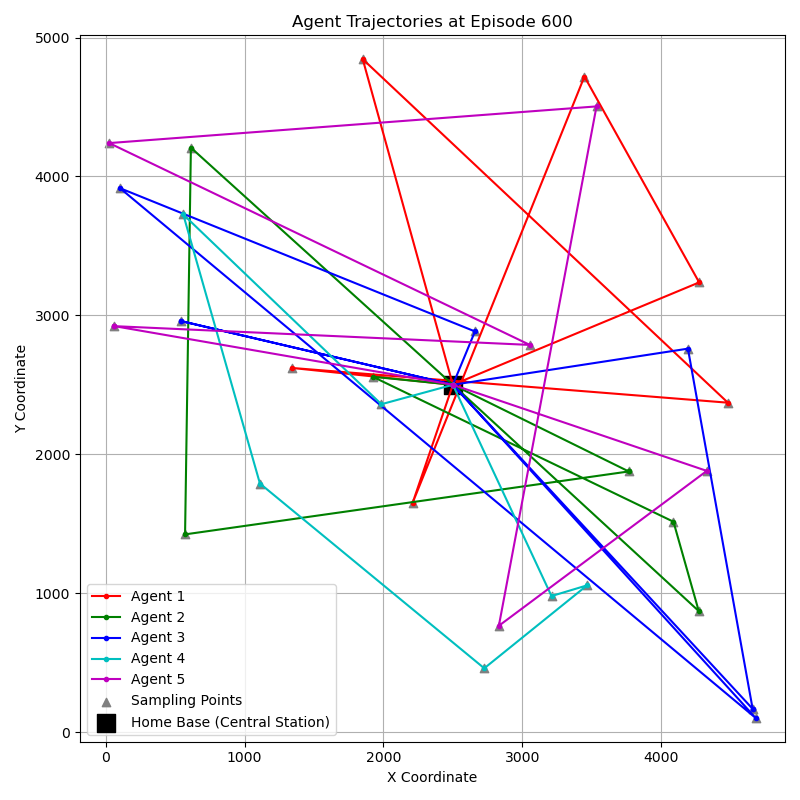 Agent Trajectories at Episode 600
5000
4000
3000
2000
1000
0
Y Coordinate
0 1000 2000 3000 4000
X Coordinate
Agent 1
Agent 2
Agent 3
Agent 4
Agent 5
Sampling Points
Home Base (Central Station)